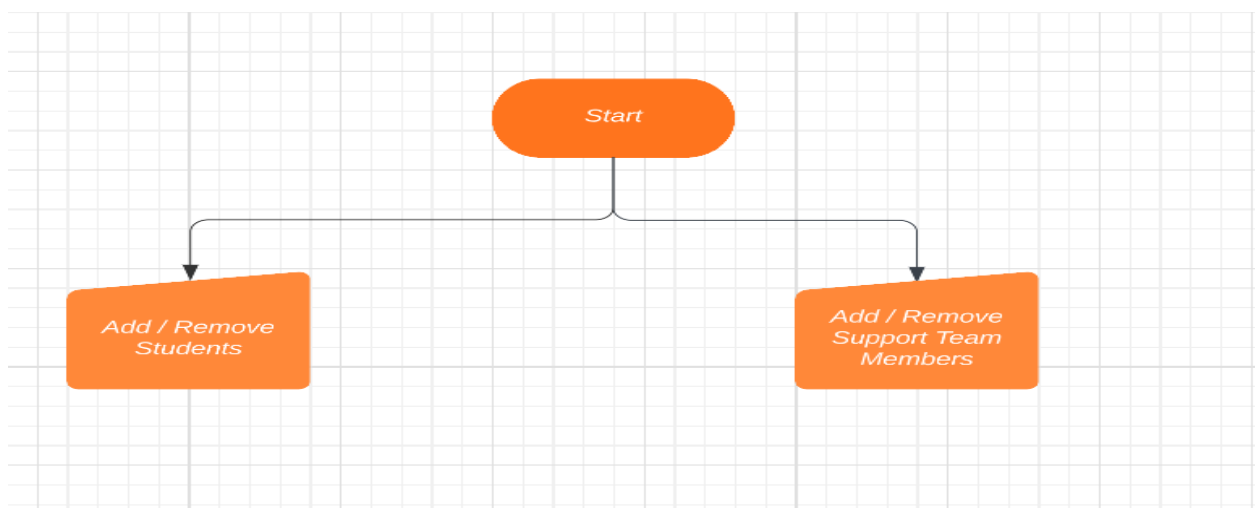 Start
Add / Remove
Students
Add / Remove
Support Team
Members